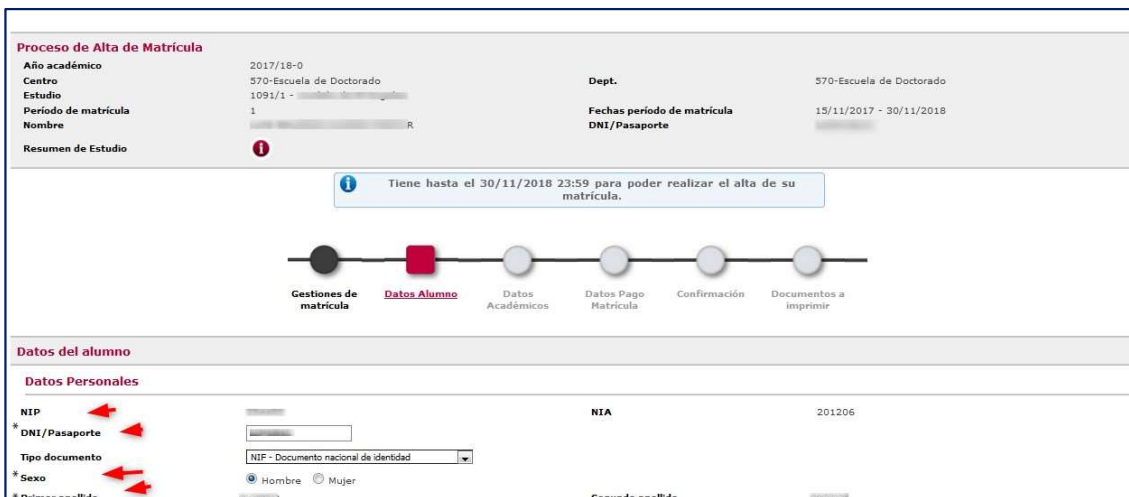 Proceso de Alta de Matrícula
Año académico 2017/18-0
Centro 570-Escuela de Doctorado Dept. 570-Escuela de Doctorado
Estudio 1091/1 -
Período de matrícula 1 Fechas período de matrícula 15/11/2017 - 30/11/2018
Nombre R DNI/Pasaporte
Resumen de Estudio
Tiene hasta el 30/11/2018 23:59 para poder realizar el alta de su
matrícula.
Gestiones de matrícula
Datos Alumno
Datos Académicos
Datos Pago Matrícula
Confirmación
Documentos a imprimir
Datos del alumno
Datos Personales
NIP NIA 201206
* DNI/Pasaporte
Tipo documento NIF - Documento nacional de identidad
* Sexo Hombre Mujer
* Primer apellido Segundo apellido